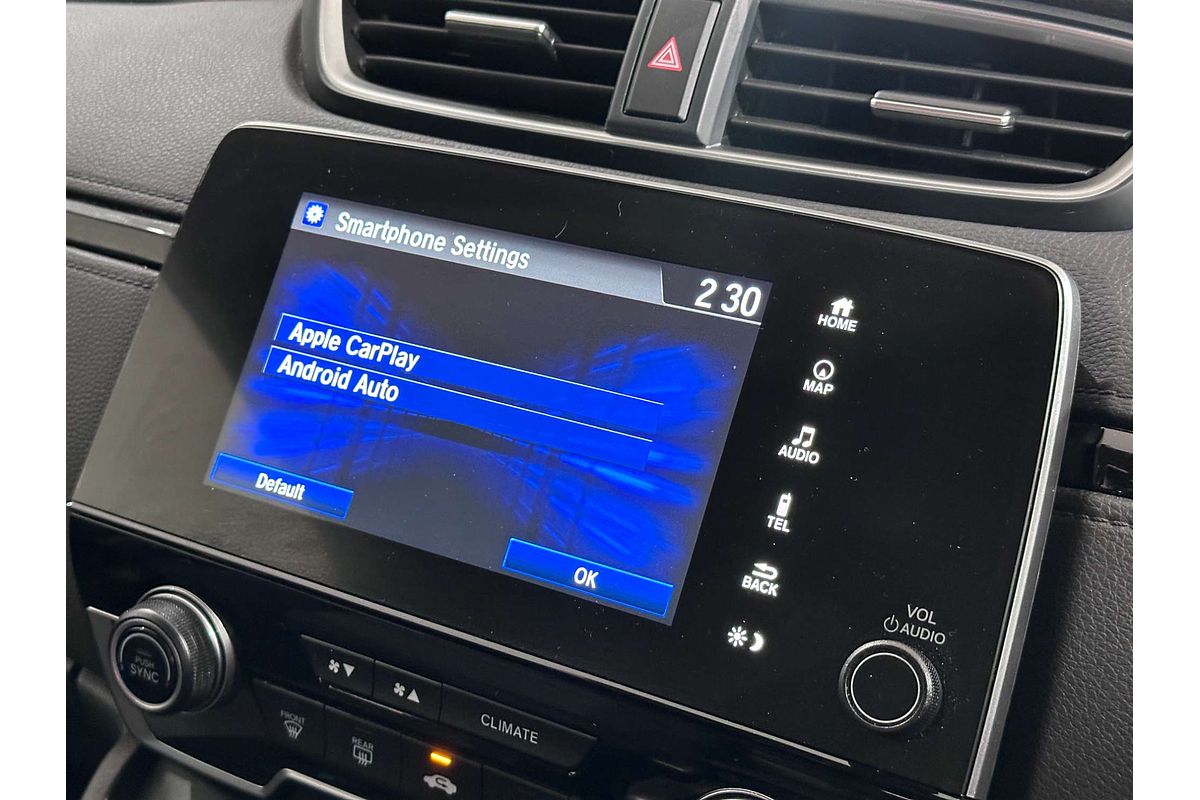 Smartphone Settings
2 30
Apple CarPlay
Android Auto
Default
OK
HOME
MAP
AUDIO
TEL
BACK
VOL
AUDIO
PUSH
SYNC
CLIMATE
FRONT
REAR